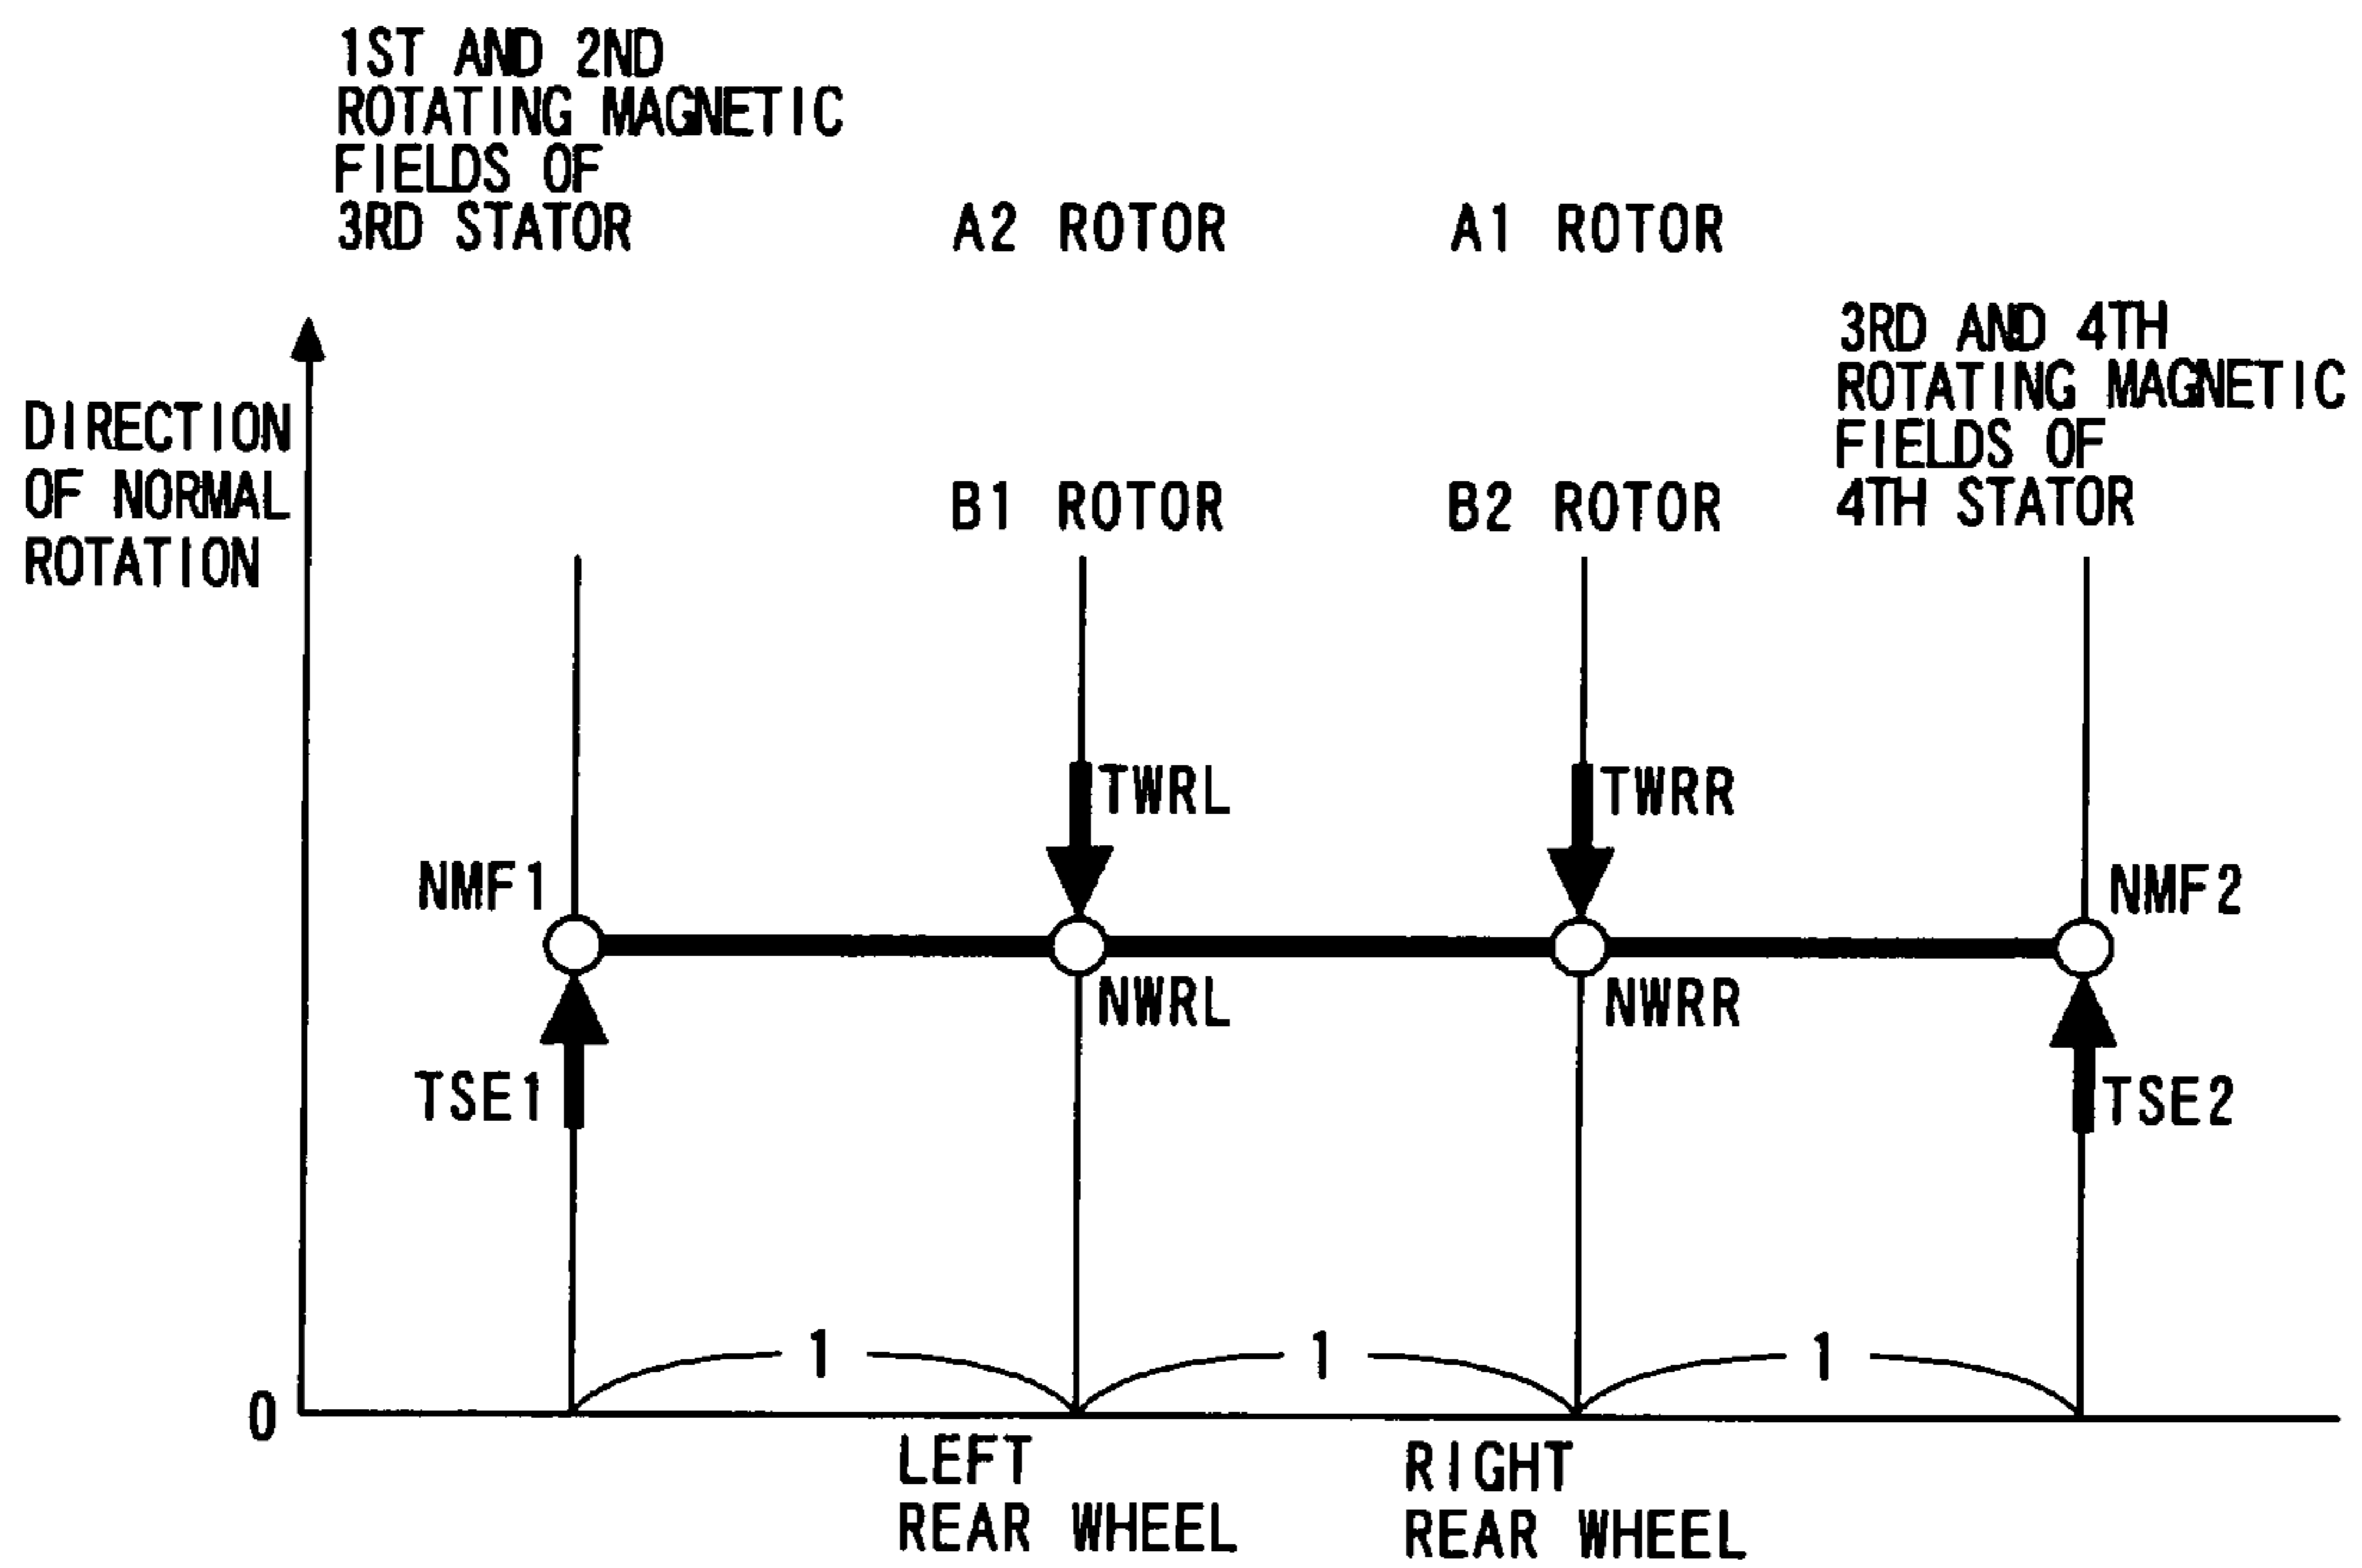 1ST AND 2ND
ROTATING MAGNETIC
FIELDS OF
3RD STATOR
A2 ROTOR
A1 ROTOR
3RD AND 4TH
ROTATING MAGNETIC
FIELDS OF
4TH STATOR
DIRECTION
OF NORMAL
ROTATION
B1 ROTOR
B2 ROTOR
TWRL
TWRR
NMF1
NMF2
NWRL
NWRR
TSE1
TSE2
1
1
1
0
LEFT
REAR WHEEL
RIGHT
REAR WHEEL